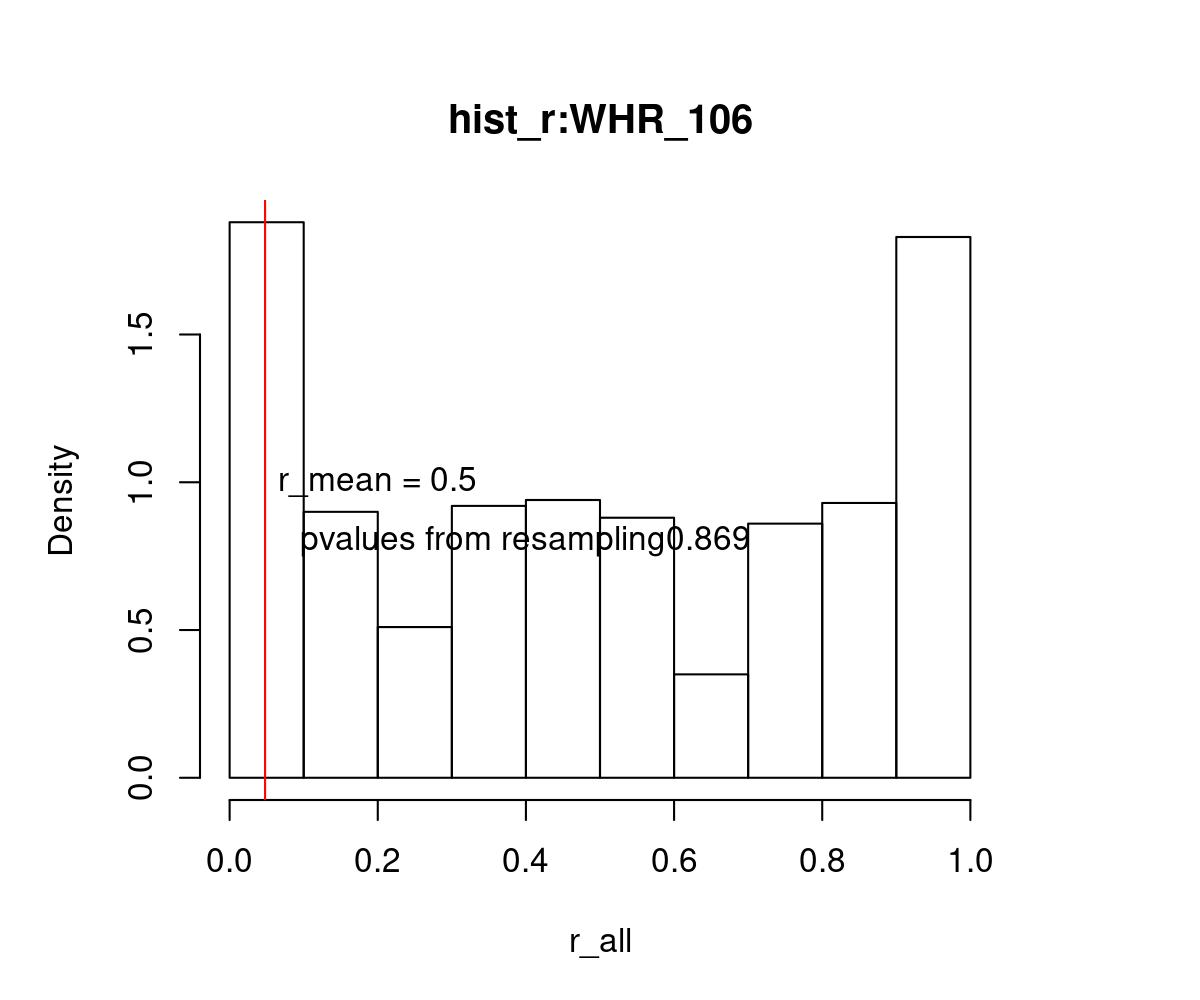 hist_r:WHR_106
Density
1.5
1.0
0.5
0.0
r_mean = 0.5
pvalues from resampling0.869
0.0 0.2 0.4 0.6 0.8 1.0
r_all